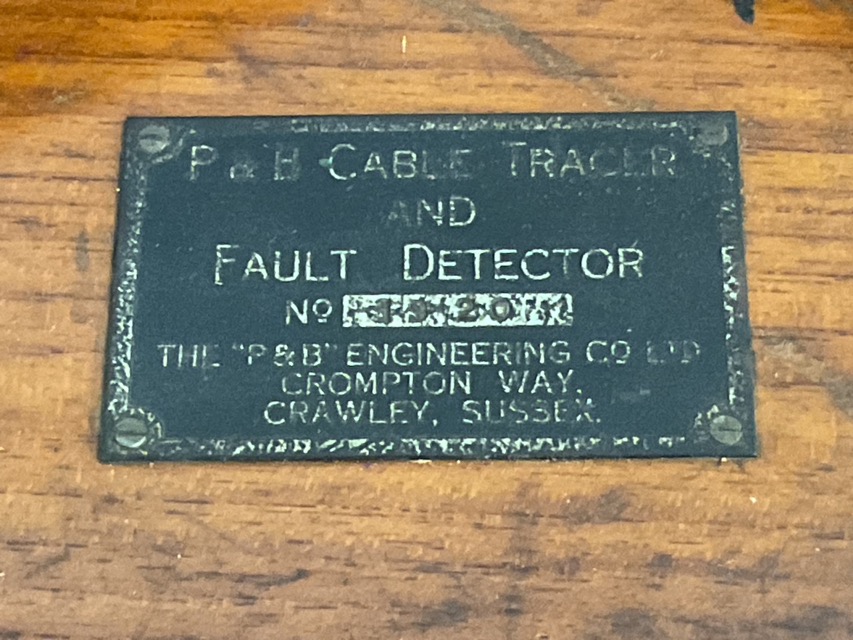 P & B CABLE TRACER
AND
FAULT DETECTOR
Nº
THE "P & B" ENGINEERING Cº LTD
CROMPTON WAY,
CRAWLEY, SUSSEX.